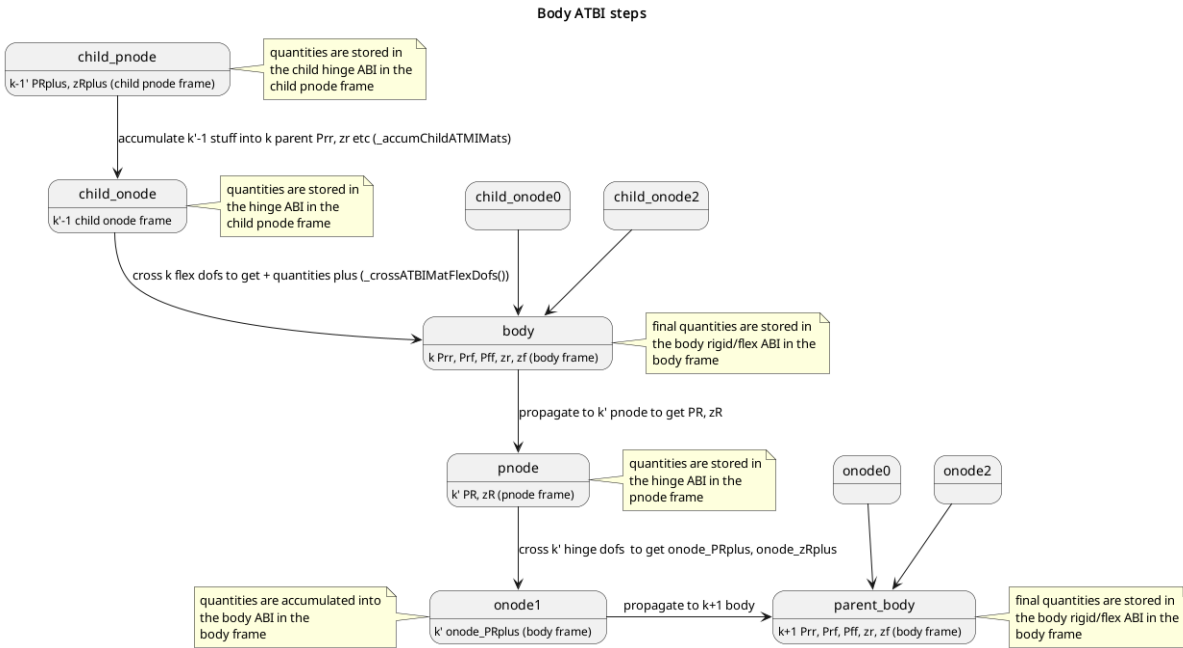 Body ATBI steps
child_pnode
k-1' PRplus, zRplus (child pnode frame)
quantities are stored in
the child hinge ABI in the
child pnode frame
accumulate k'-1 stuff into k parent Prr, zr etc (_accumChildATMIMats)
child_onode
k'-1 child onode frame
quantities are stored in
the hinge ABI in the
child pnode frame
child_onode0
child_onode2
cross k flex dofs to get + quantities plus (_crossATBIMatFlexDofs())
body
k Prr, Prf, Pff, zr, zf (body frame)
final quantities are stored in
the body rigid/flex ABI in the
body frame
propagate to k' pnode to get PR, zR
pnode
k' PR, zR (pnode frame)
quantities are stored in
the hinge ABI in the
pnode frame
onode0
onode2
cross k' hinge dofs  to get onode_PRplus, onode_zRplus
quantities are accumulated into
the body ABI in the
body frame
onode1
k' onode_PRplus (body frame)
propagate to k+1 body
parent_body
k+1 Prr, Prf, Pff, zr, zf (body frame)
final quantities are stored in
the body rigid/flex ABI in the
body frame